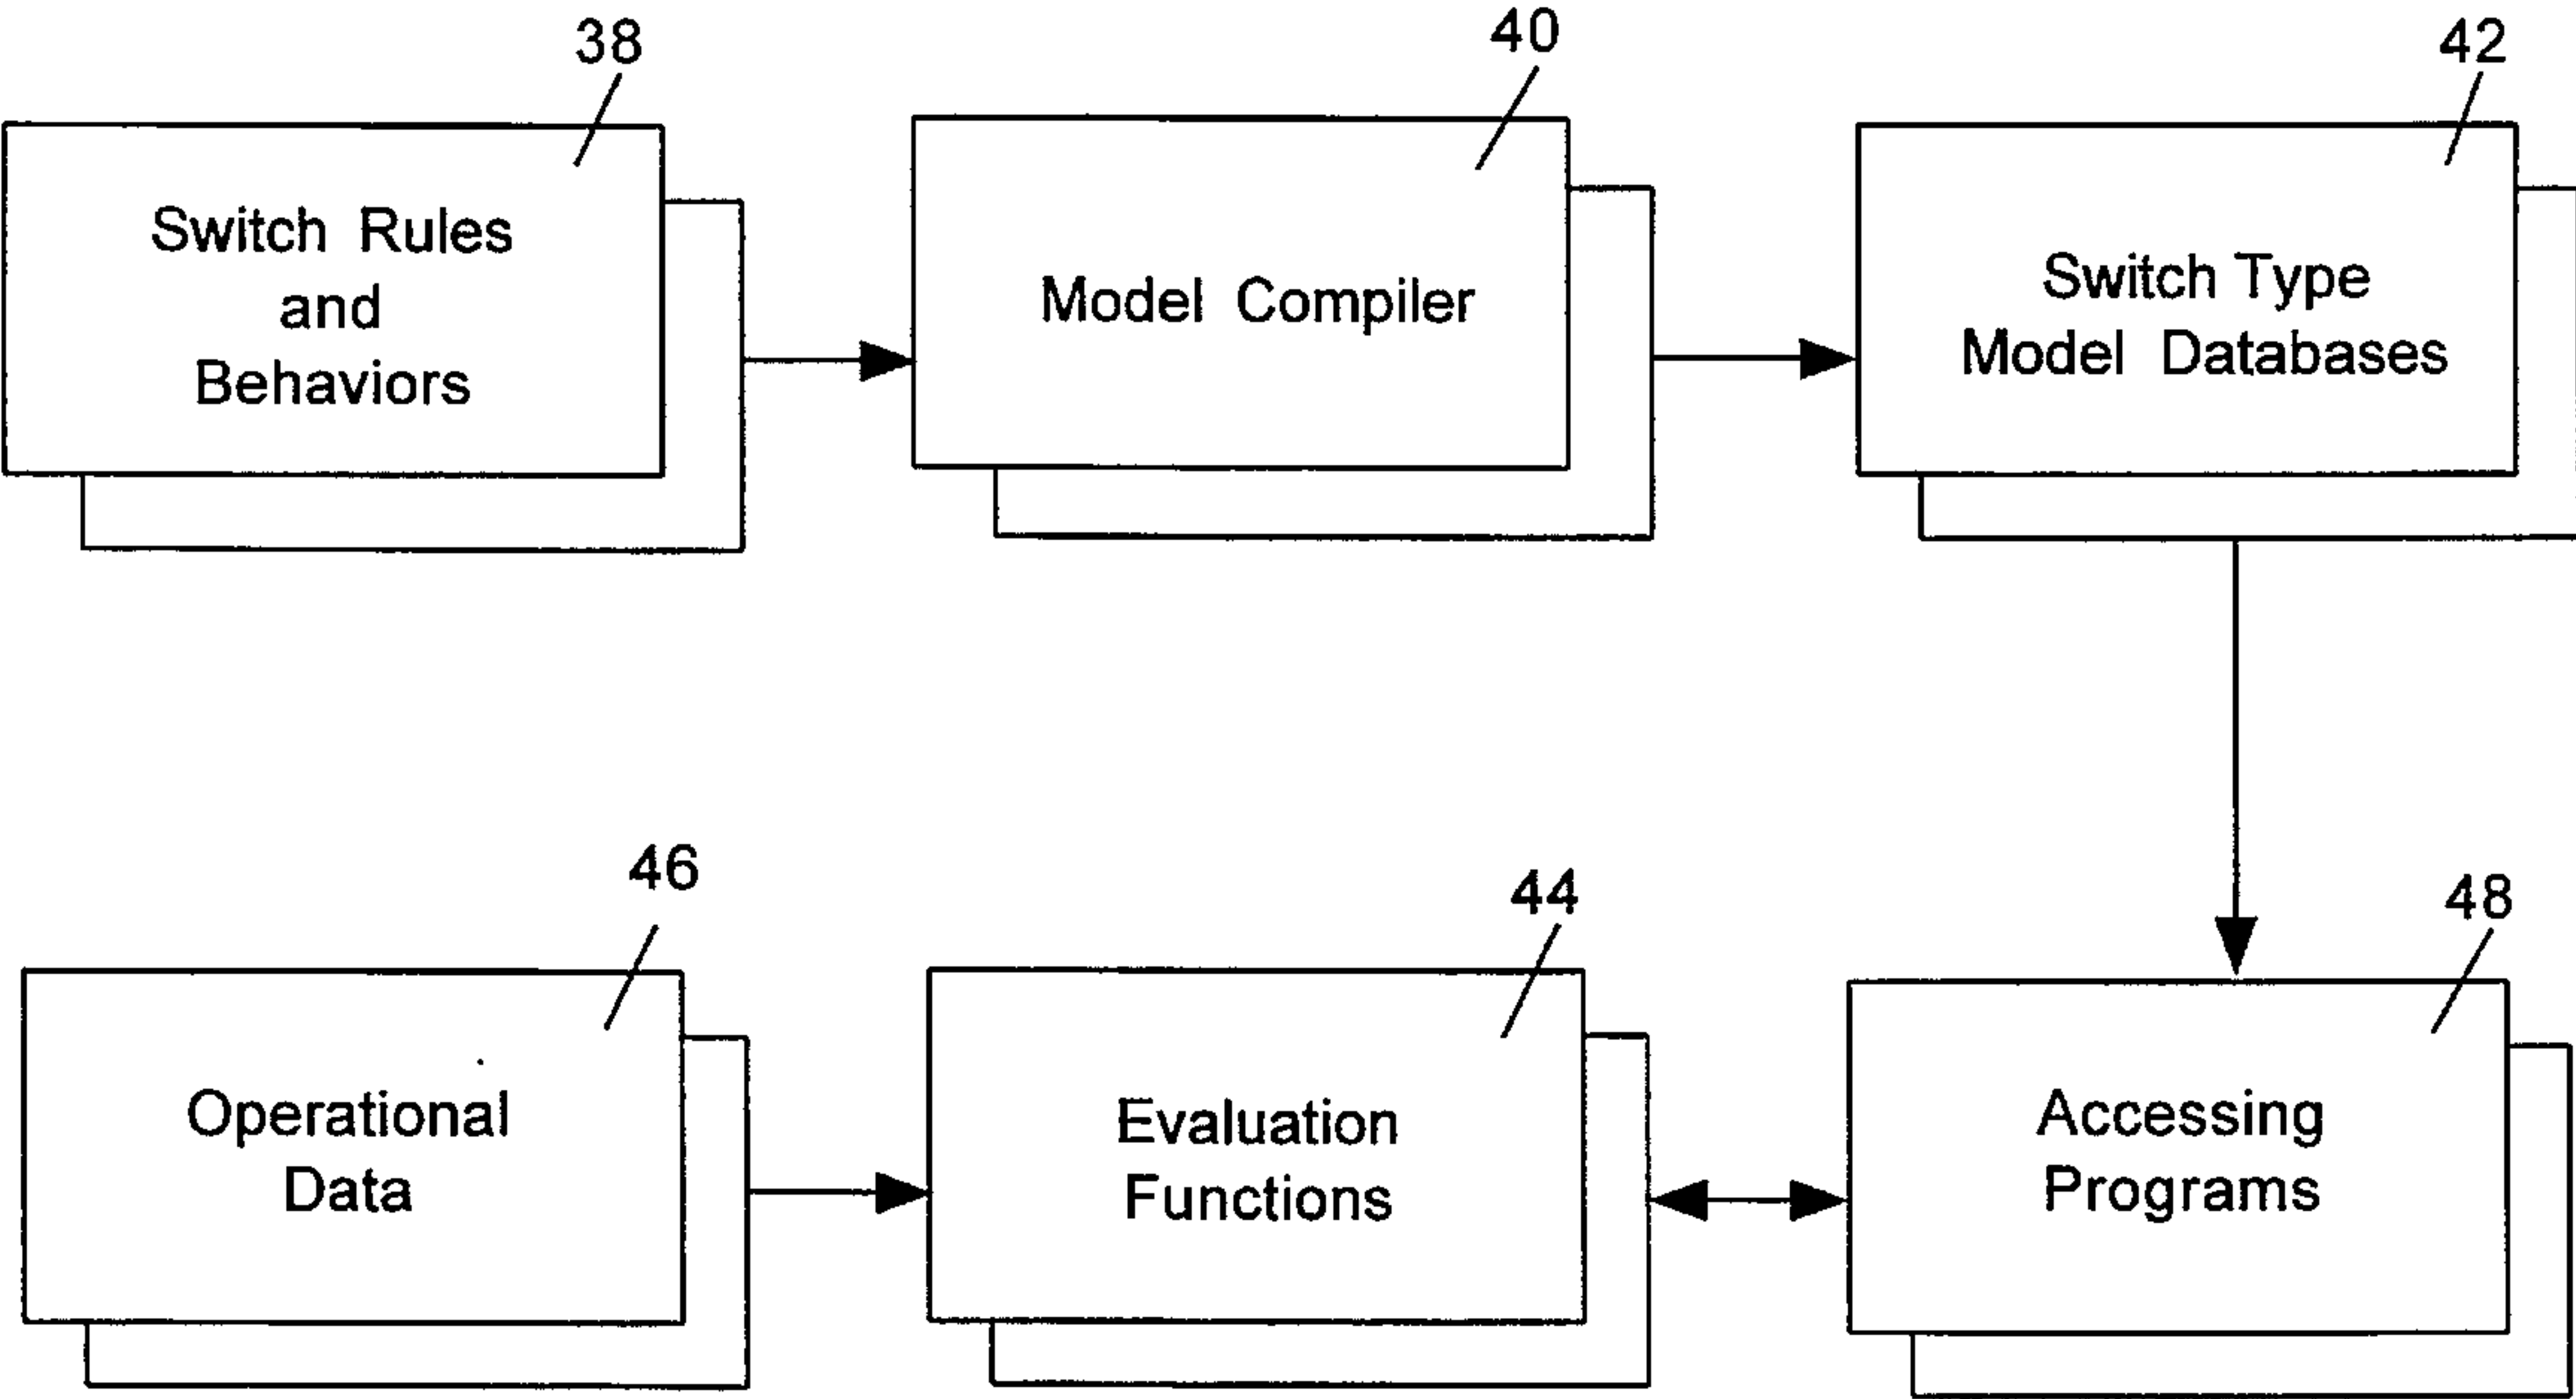 38
40
42
Switch Rules
and
Behaviors
Model Compiler
Switch Type
Model Databases
46
44
48
Operational
Data
Evaluation
Functions
Accessing
Programs